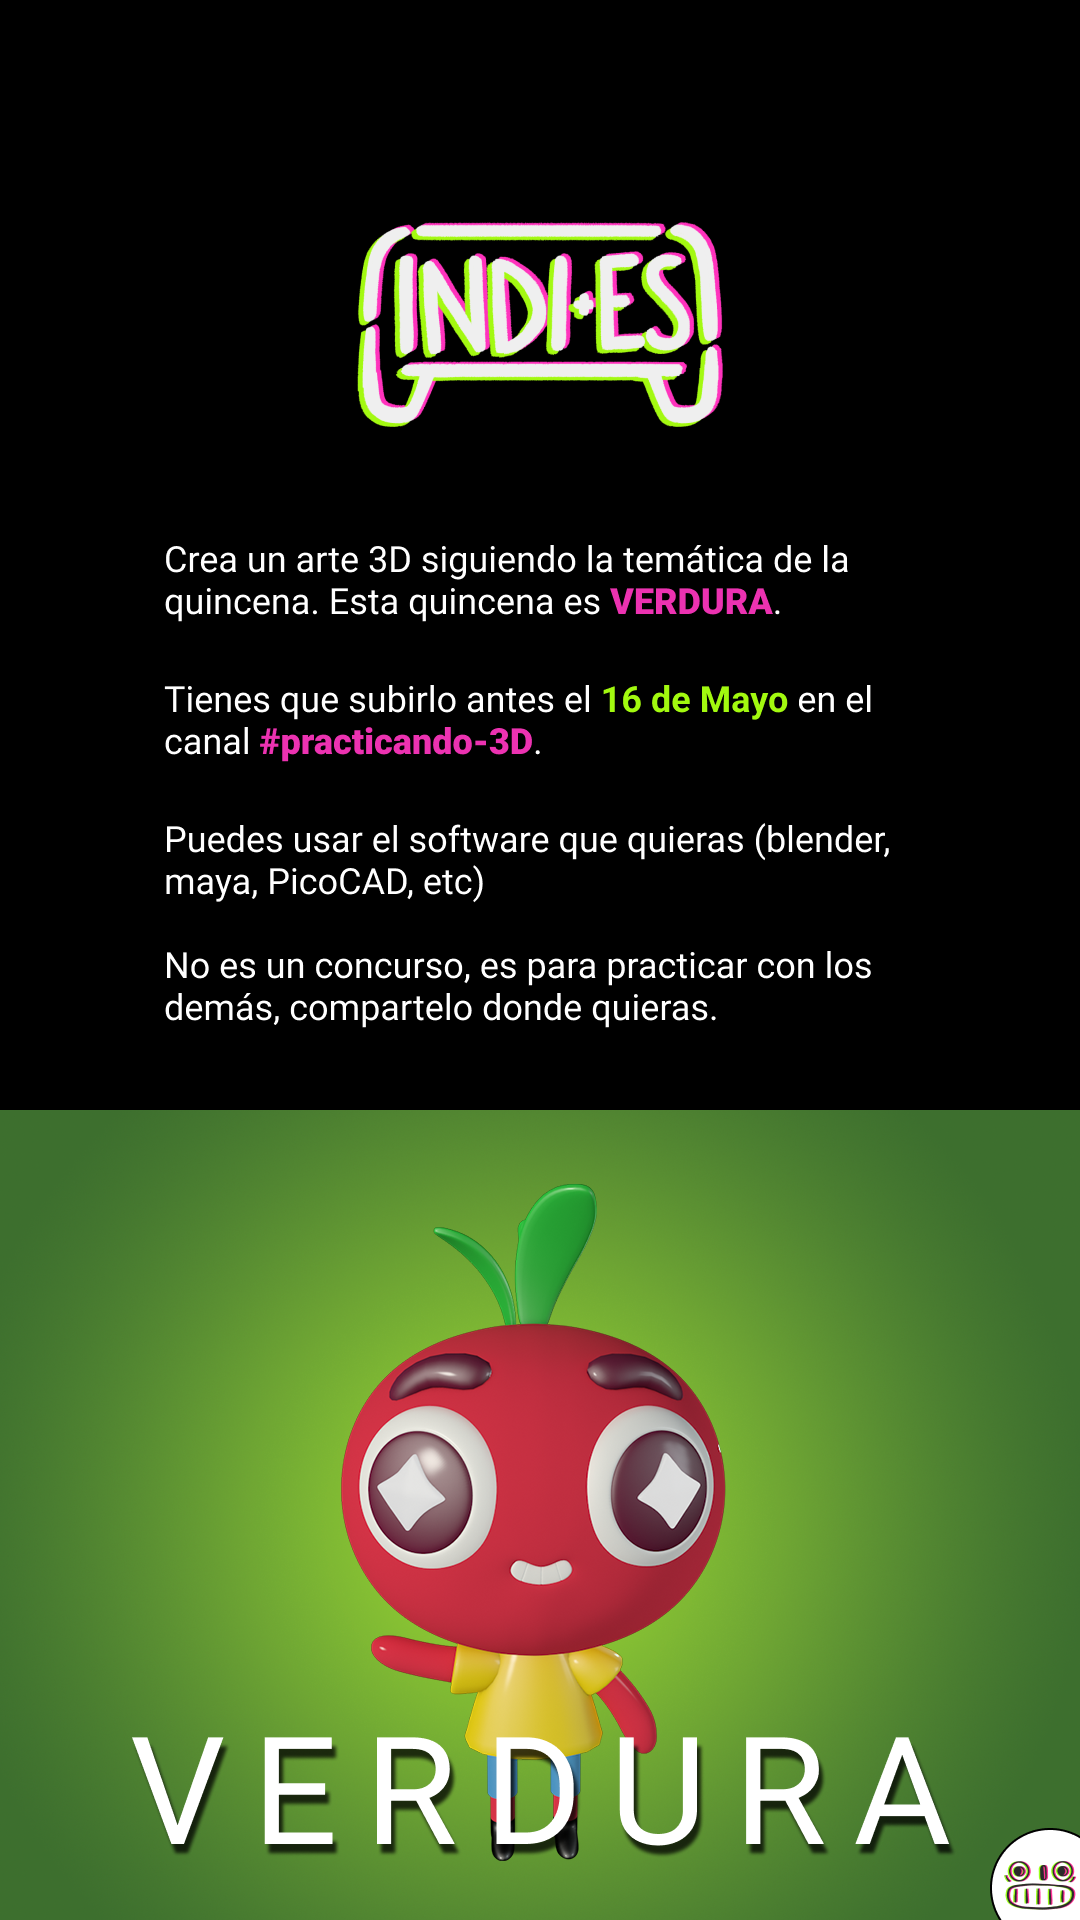 INDI·ES
Crea un arte 3D siguiendo la temática de la
quincena. Esta quincena es VERDURA.
Tienes que subirlo antes el 16 de Mayo en el
canal #practicando-3D.
Puedes usar el software que quieras (blender,
maya, PicoCAD, etc)
No es un concurso, es para practicar con los
demás, compartelo donde quieras.
VERDURA